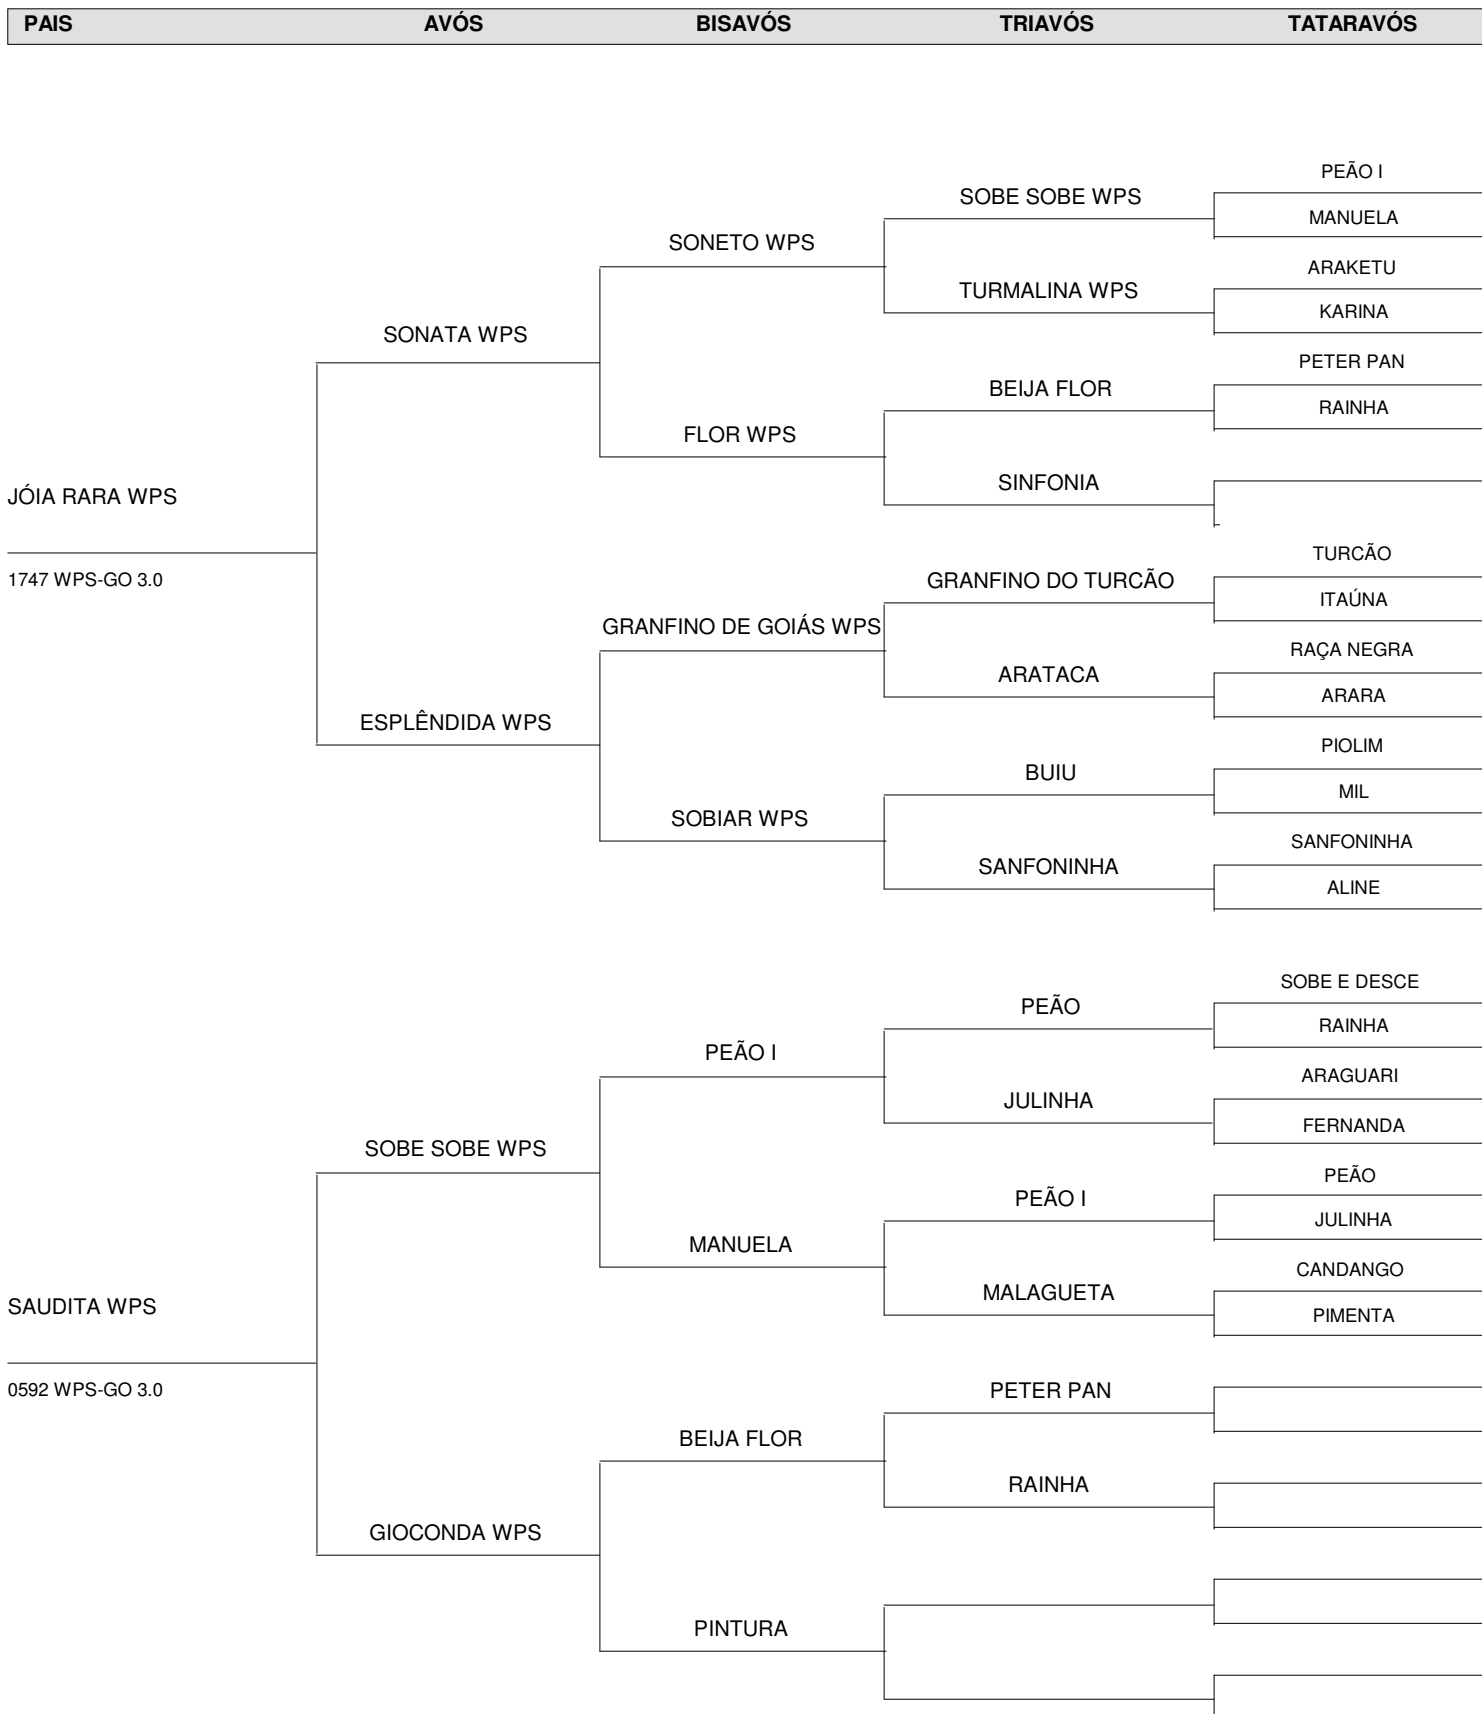 PAIS AVÓS BISAVÓS TRIAVÓS TATARAVÓS
PEÃO I
SOBE SOBE WPS
MANUELA
SONETO WPS
ARAKETU
TURMALINA WPS
KARINA
SONATA WPS
PETER PAN
BEIJA FLOR
RAINHA
FLOR WPS
SINFONIA
JÓIA RARA WPS
TURCÃO
1747 WPS-GO 3.0
GRANFINO DO TURCÃO
ITAÚNA
GRANFINO DE GOIÁS WPS
RAÇA NEGRA
ARATACA
ARARA
ESPLÊNDIDA WPS
PIOLIM
BUIU
MIL
SOBIAR WPS
SANFONINHA
SANFONINHA
ALINE
SOBE E DESCE
PEÃO
RAINHA
PEÃO I
ARAGUARI
JULINHA
FERNANDA
SOBE SOBE WPS
PEÃO
PEÃO I
JULINHA
MANUELA
CANDANGO
MALAGUETA
SAUDITA WPS
PIMENTA
0592 WPS-GO 3.0
PETER PAN
BEIJA FLOR
RAINHA
GIOCONDA WPS
PINTURA